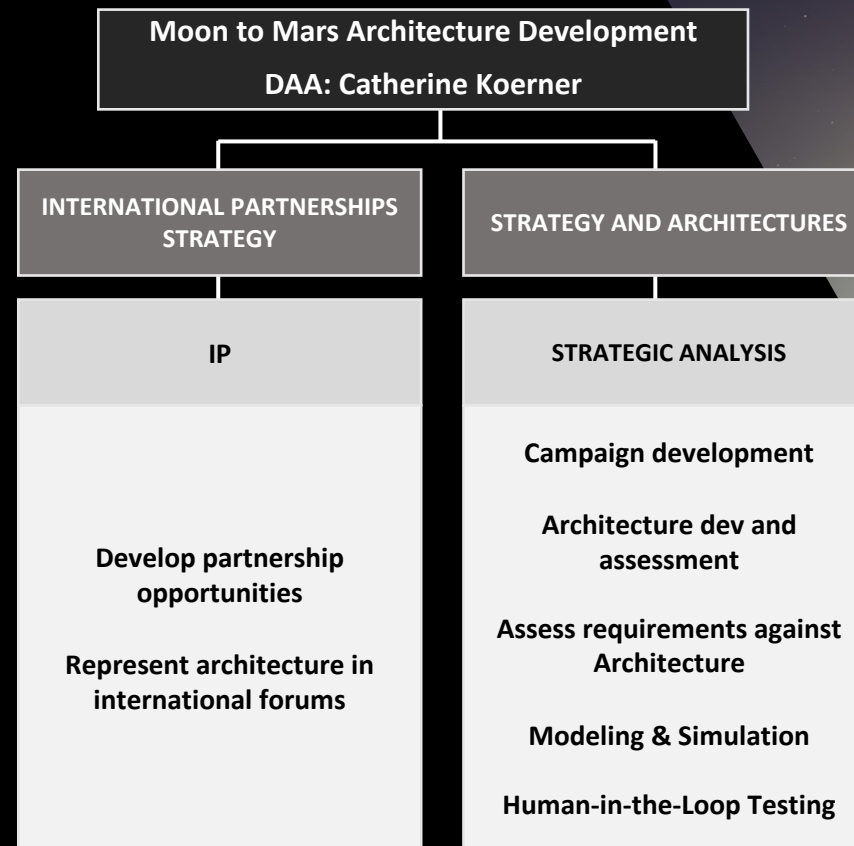 Moon to Mars Architecture Development
DAA: Catherine Koerner
INTERNATIONAL PARTNERSHIPS
STRATEGY
IP
Develop partnership
opportunities
Represent architecture in
international forums
STRATEGY AND ARCHITECTURES
STRATEGIC ANALYSIS
Campaign development
Architecture dev and
assessment
Assess requirements against
Architecture
Modeling & Simulation
Human-in-the-Loop Testing